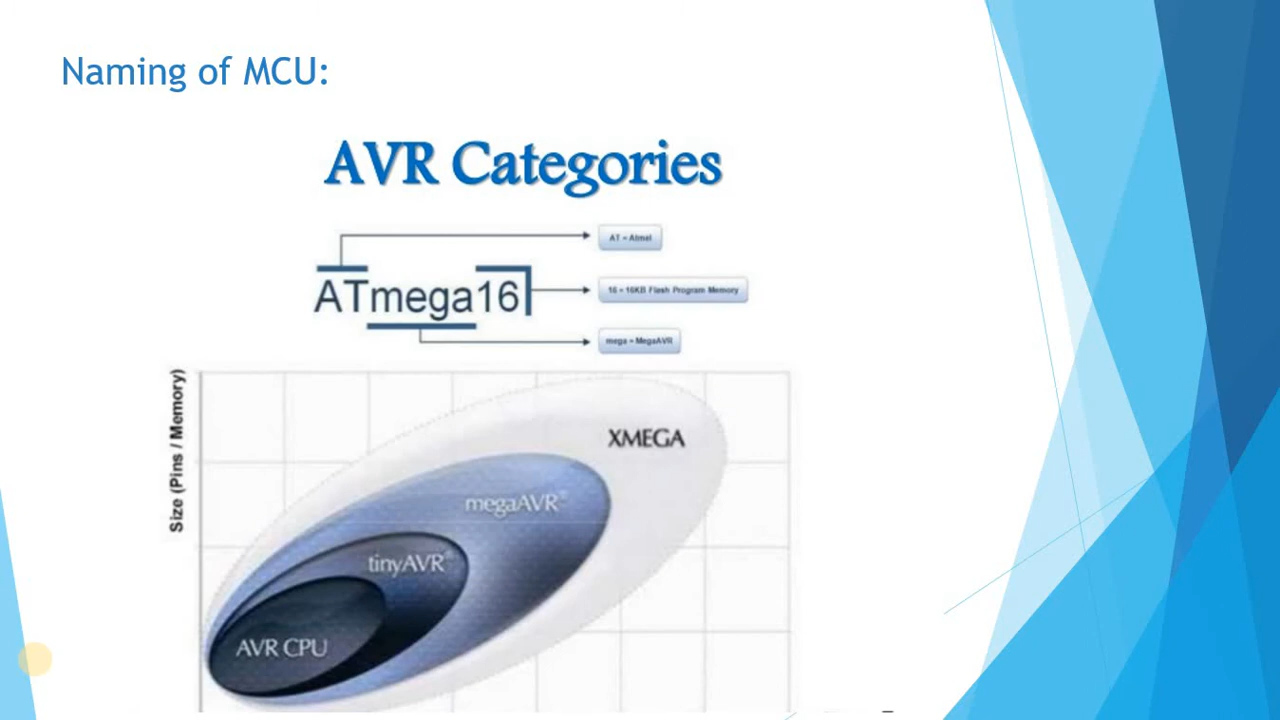 Naming of MCU:
AVR Categories
AT = Atmel
ATmega16
16 = 16KB Flash Program Memory
mega = MegaAVR
Size (Pins / Memory)
XMEGA
megaAVR®
tinyAVR®
AVR CPU